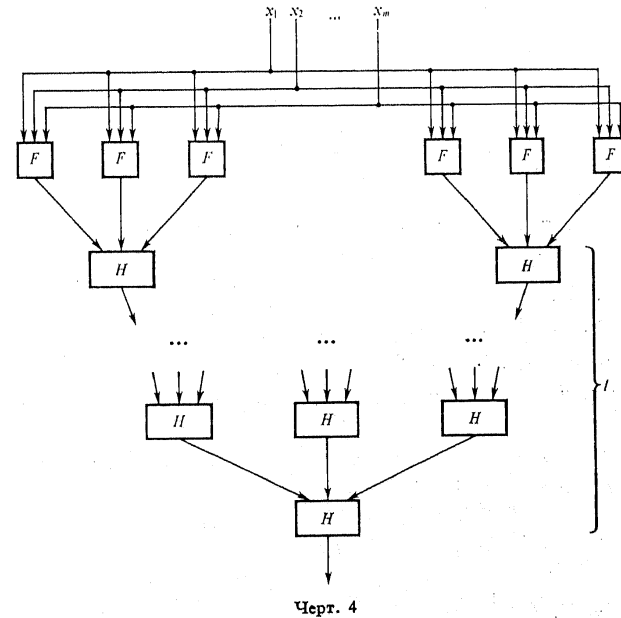 x₁ x₂ ... xₘ
F F F F F F
H H
... ... ...
l
H H H
H
Черт. 4